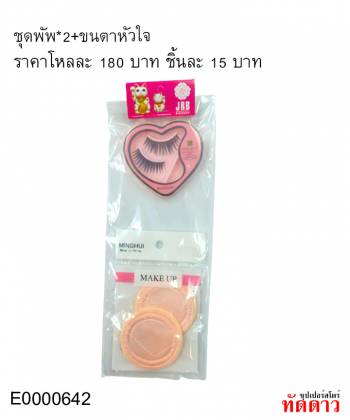 ชุดพัพ*2+ขนตาหัวใจ
ราคาโหลละ 180 บาท ชิ้นละ 15 บาท
JRB
MINGHUI
MAKE UP
E0000642
ซุปเปอร์สโตร์
ทัดดาว